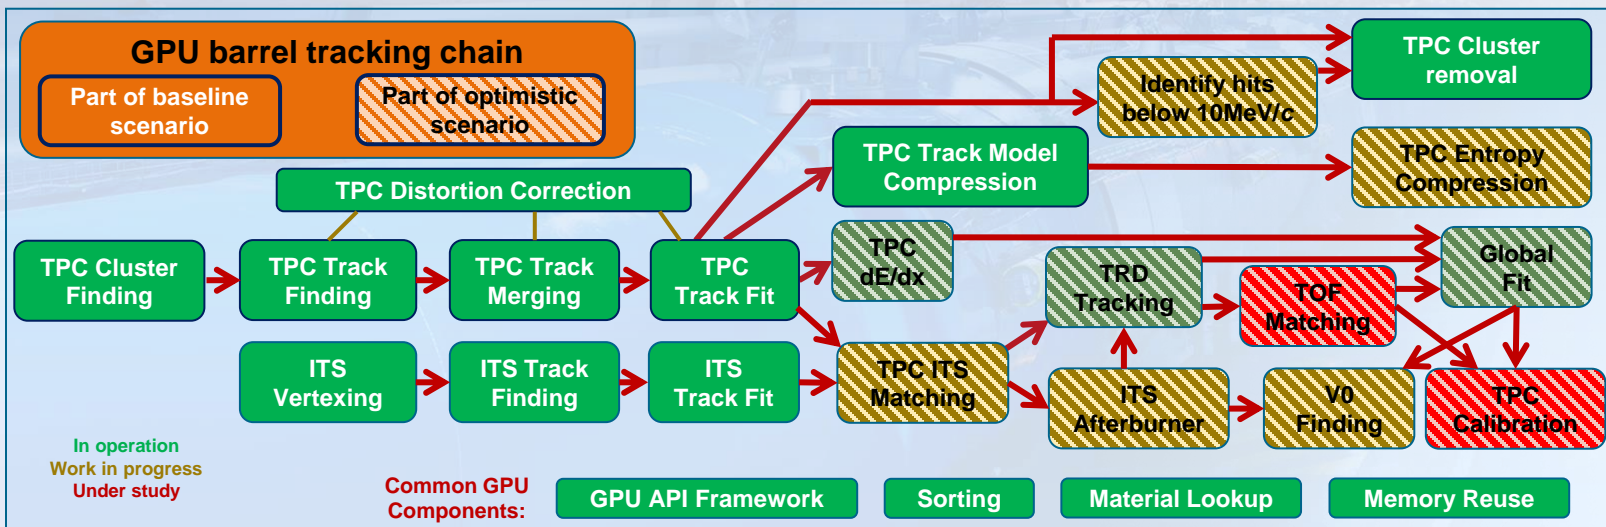 GPU barrel tracking chain
Part of baseline
scenario
Part of optimistic
scenario
TPC Cluster
removal
Identify hits
below 10MeV/c
TPC Track Model
Compression
TPC Entropy
Compression
TPC Distortion Correction
TPC Cluster
Finding
TPC Track
Finding
TPC Track
Merging
TPC
Track Fit
TPC
dE/dx
TRD
Tracking
TOF
Matching
Global
Fit
ITS
Vertexing
ITS Track
Finding
ITS
Track Fit
TPC ITS
Matching
ITS
Afterburner
V0
Finding
TPC
Calibration
In operation
Work in progress
Under study
Common GPU
Components:
GPU API Framework
Sorting
Material Lookup
Memory Reuse